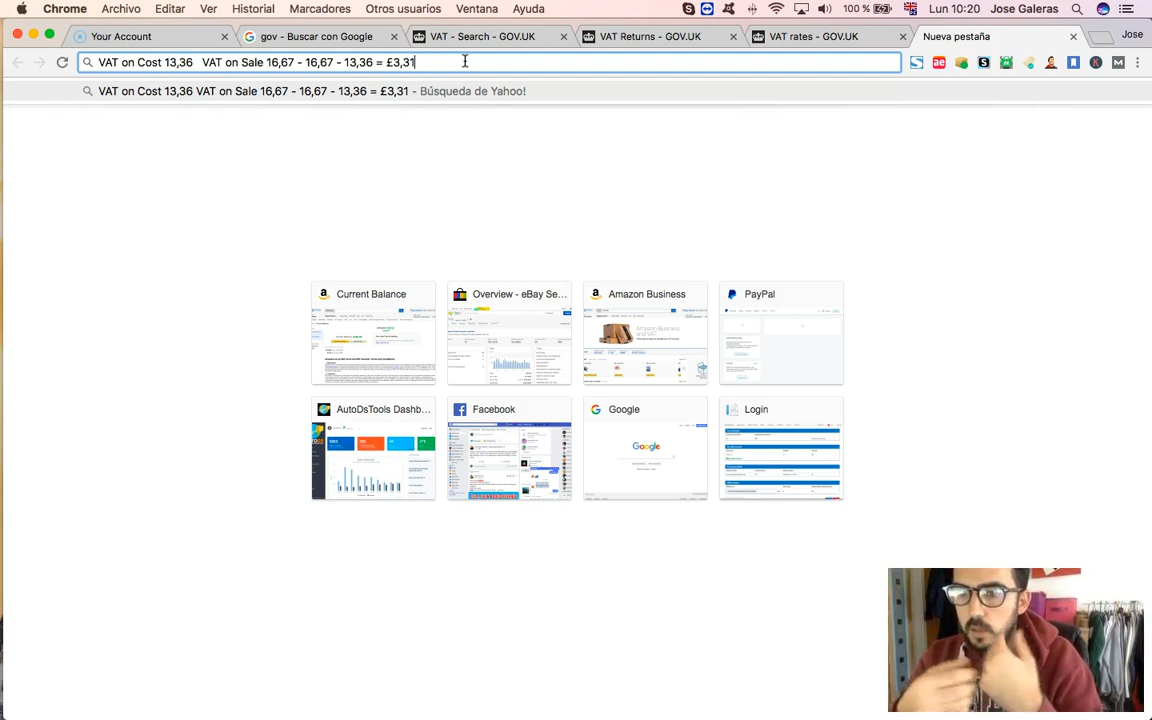 Chrome Archivo Editar Ver Historial Marcadores Otros usuarios Ventana Ayuda 100 % Lun 10:20 Jose Galeras
Your Account gov - Buscar con Google VAT - Search - GOV.UK VAT Returns - GOV.UK VAT rates - GOV.UK Nueva pestaña Jose
VAT on Cost 13,36 VAT on Sale 16,67 - 16,67 - 13,36 = £3,31
VAT on Cost 13,36 VAT on Sale 16,67 - 16,67 - 13,36 = £3,31 - Búsqueda de Yahoo!
Current Balance Overview - eBay Se... Amazon Business PayPal
AutoDsTools Dashb... Facebook Google Login
Google